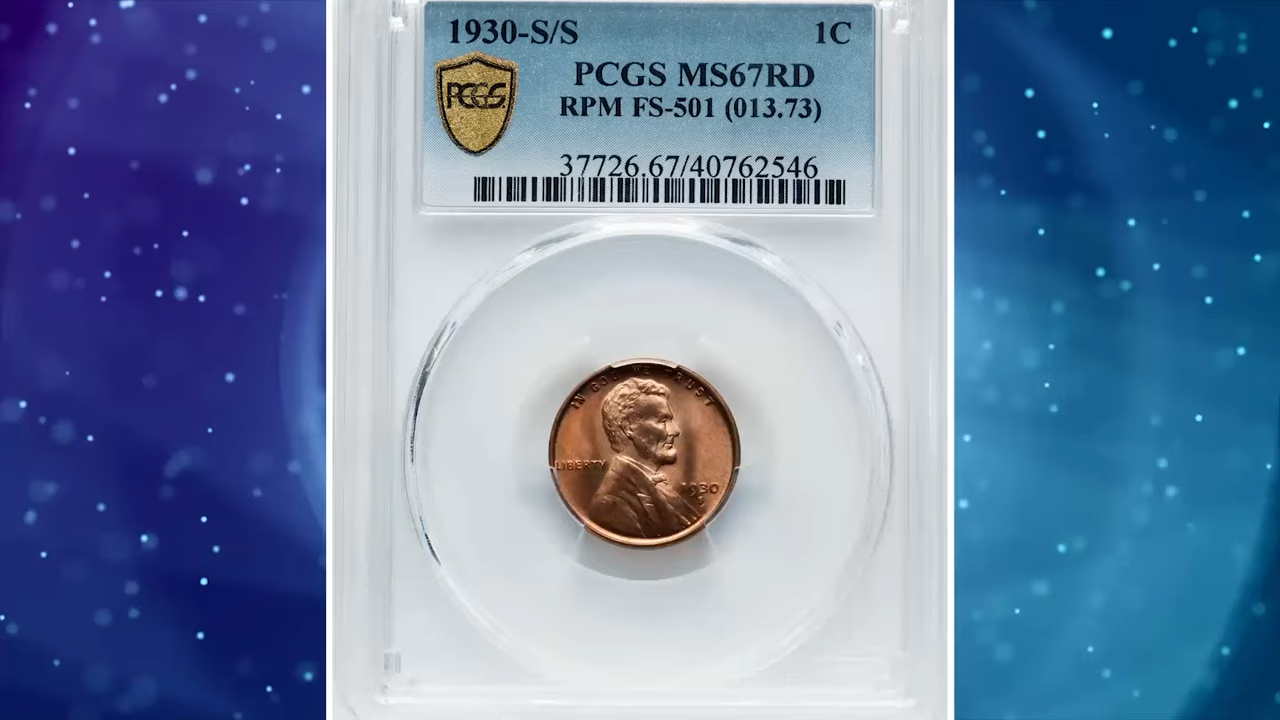 1930-S/S 1C
PCGS
PCGS MS67RD
RPM FS-501 (013.73)
37726.67/40762546
IN GOD WE TRUST
LIBERTY
1930
S